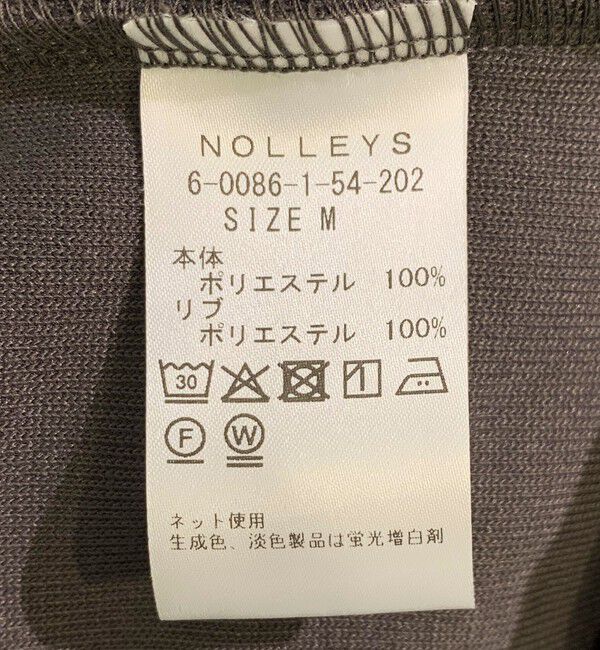 NOLLEYS
6-0086-1-54-202
SIZE M
本体
ポリエステル 100%
リブ
ポリエステル 100%
30
F W
ネット使用
生成色、淡色製品は蛍光増白剤